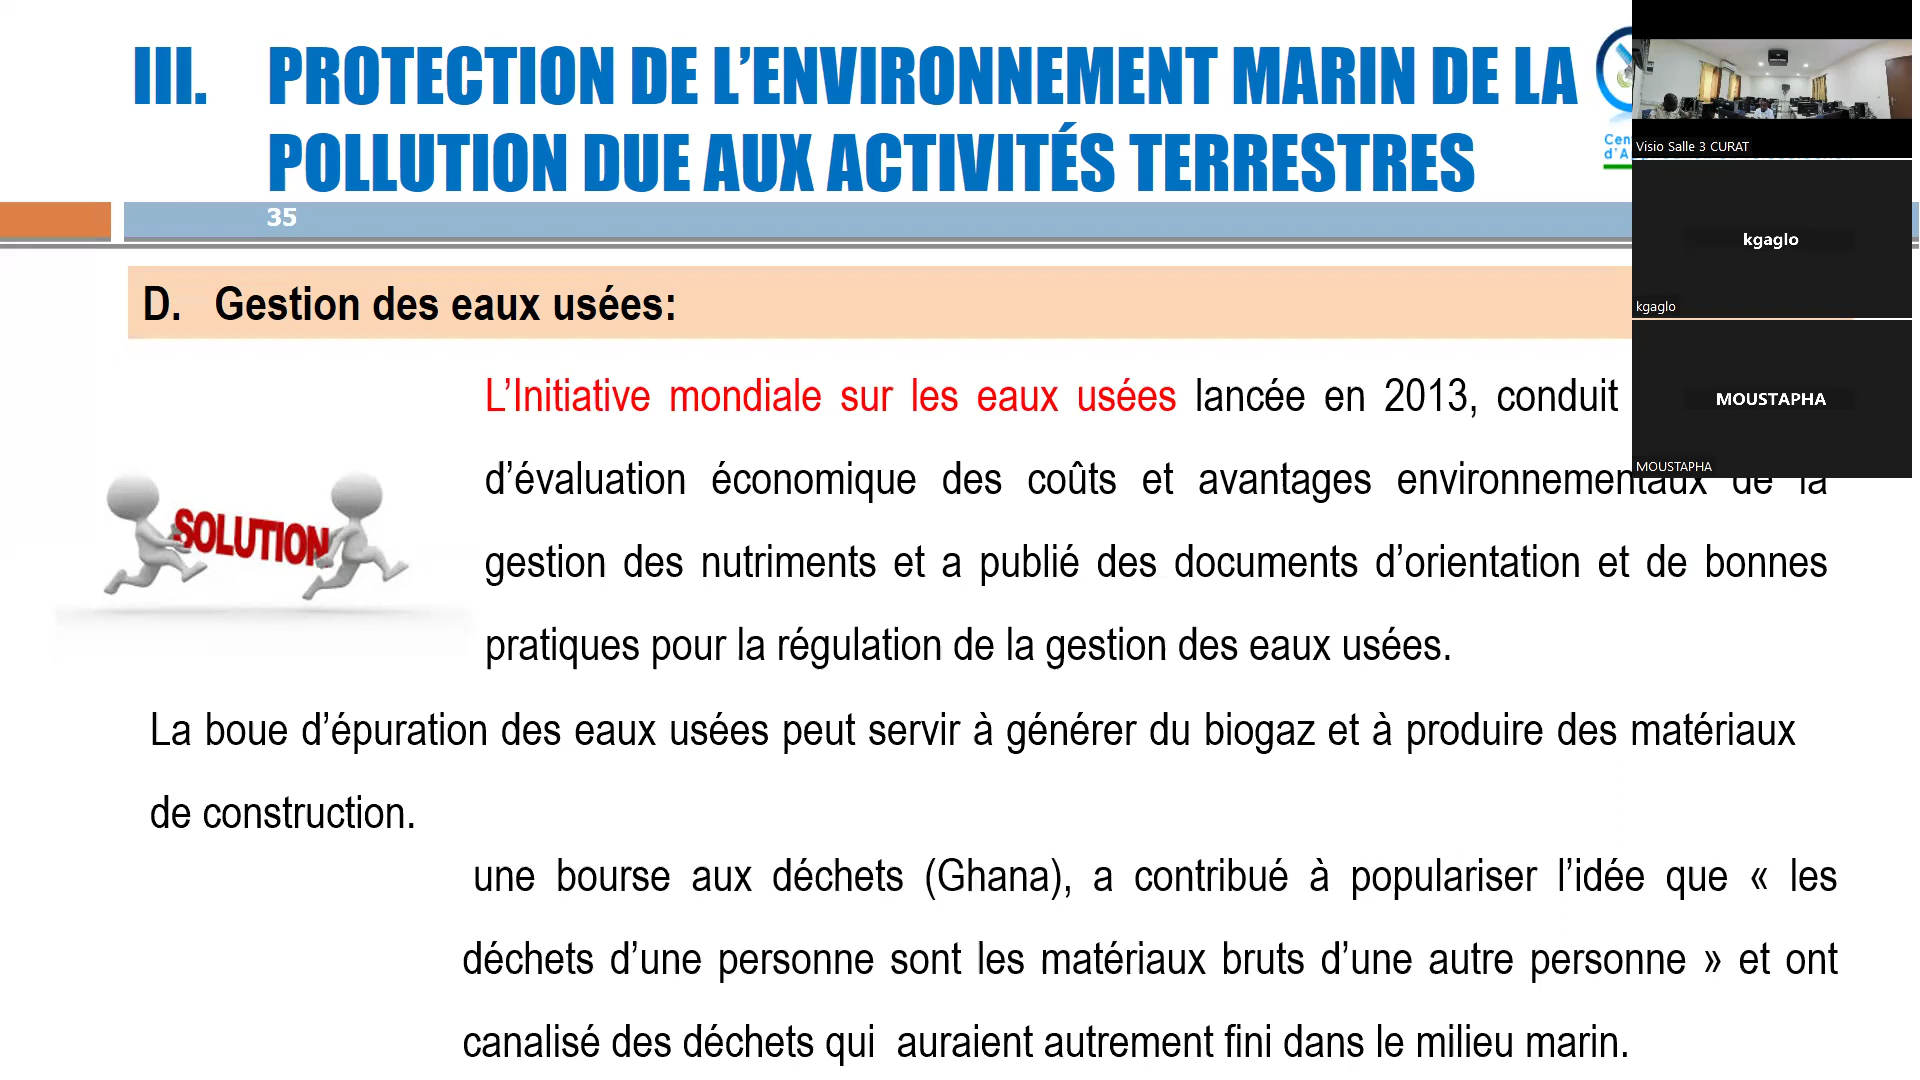 III. PROTECTION DE L’ENVIRONNEMENT MARIN DE LA
POLLUTION DUE AUX ACTIVITÉS TERRESTRES
35
D. Gestion des eaux usées:
L’Initiative mondiale sur les eaux usées lancée en 2013, conduit
d’évaluation économique des coûts et avantages environnementaux de la
gestion des nutriments et a publié des documents d’orientation et de bonnes
pratiques pour la régulation de la gestion des eaux usées.
SOLUTION
La boue d’épuration des eaux usées peut servir à générer du biogaz et à produire des matériaux
de construction.
une bourse aux déchets (Ghana), a contribué à populariser l’idée que « les
déchets d’une personne sont les matériaux bruts d’une autre personne » et ont
canalisé des déchets qui auraient autrement fini dans le milieu marin.
Visio Salle 3 CURAT
kgaglo
kgaglo
MOUSTAPHA
MOUSTAPHA